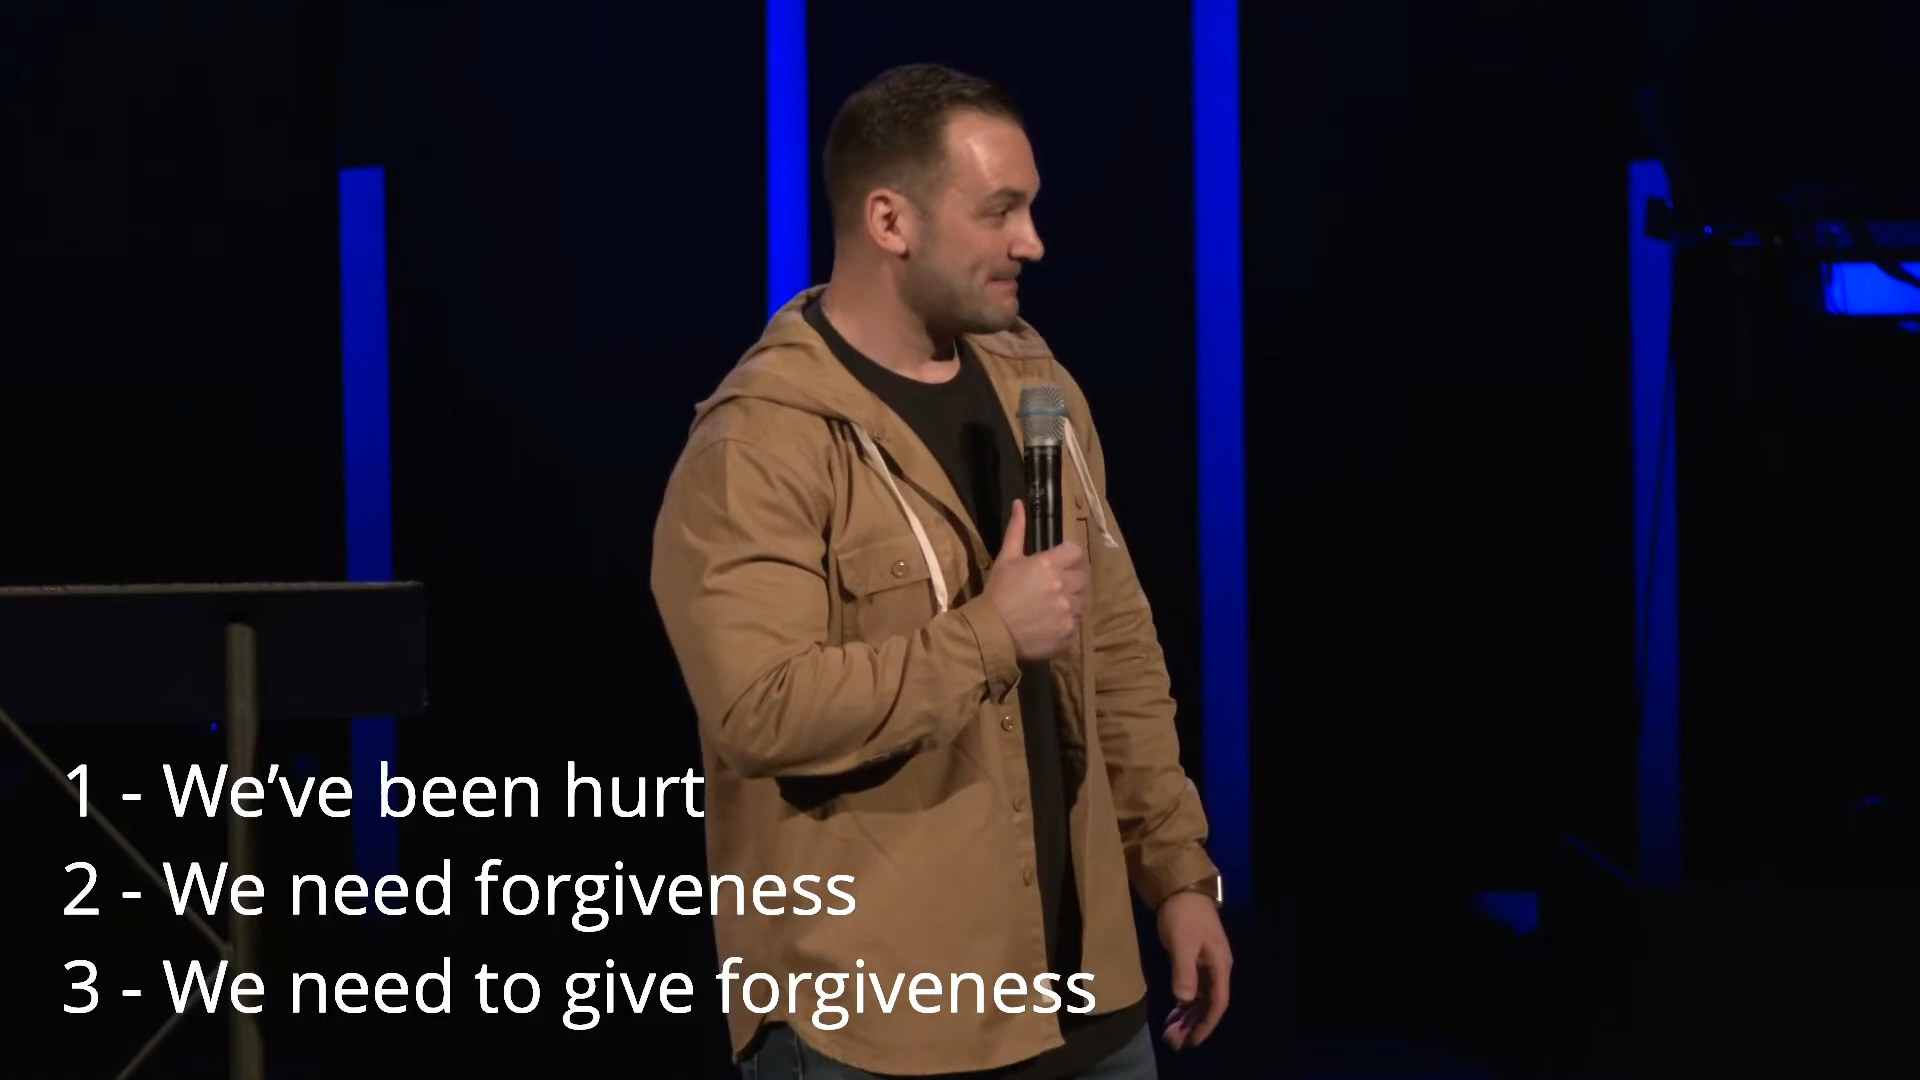 1 - We’ve been hurt
2 - We need forgiveness
3 - We need to give forgiveness